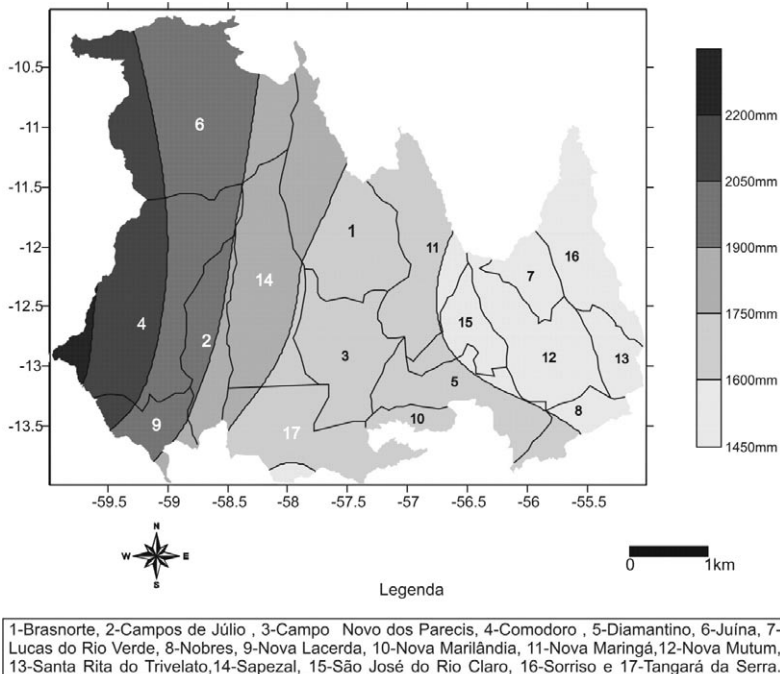 -10.5
-11
-11.5
-12
-12.5
-13
-13.5
6
1
11
16
7
14
4
15
2
3
12
13
5
8
10
9
17
-59.5 -59 -58.5 -58 -57.5 -57 -56.5 -56 -55.5
2200mm
2050mm
1900mm
1750mm
1600mm
1450mm
N
W E
S
0 1km
Legenda
1-Brasnorte, 2-Campos de Júlio , 3-Campo Novo dos Parecis, 4-Comodoro , 5-Diamantino, 6-Juína, 7-
Lucas do Rio Verde, 8-Nobres, 9-Nova Lacerda, 10-Nova Marilândia, 11-Nova Maringá,12-Nova Mutum,
13-Santa Rita do Trivelato,14-Sapezal, 15-São José do Rio Claro, 16-Sorriso e 17-Tangará da Serra.